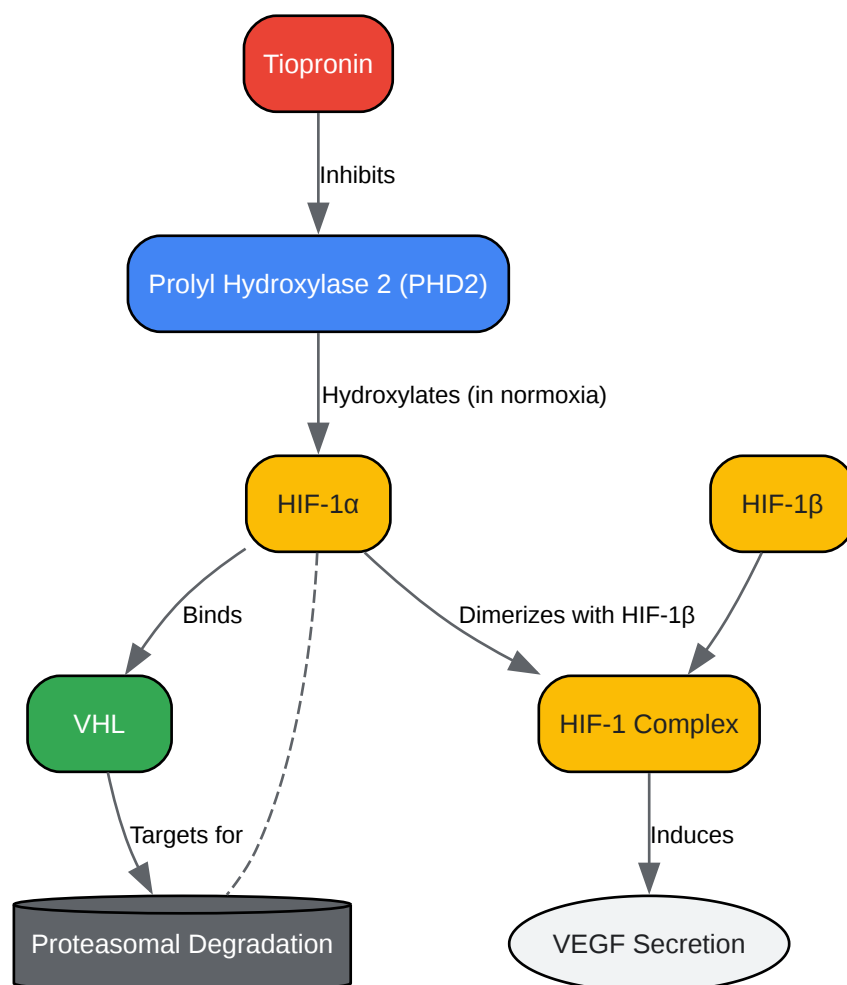 Tiopronin
Inhibits
Prolyl Hydroxylase 2 (PHD2)
Hydroxylates (in normoxia)
HIF-1α
HIF-1β
Binds
Dimerizes with HIF-1β
VHL
HIF-1 Complex
Targets for
Induces
Proteasomal Degradation
VEGF Secretion